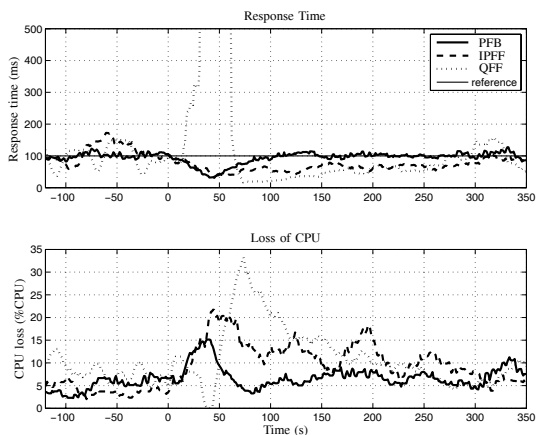 Response Time
Response time (ms)
500
400
300
200
100
0
PFB
IPFF
QFF
reference
−100 −50 0 50 100 150 200 250 300 350
Loss of CPU
CPU loss (%CPU)
35
30
25
20
15
10
5
0
−100 −50 0 50 100 150 200 250 300 350
Time (s)